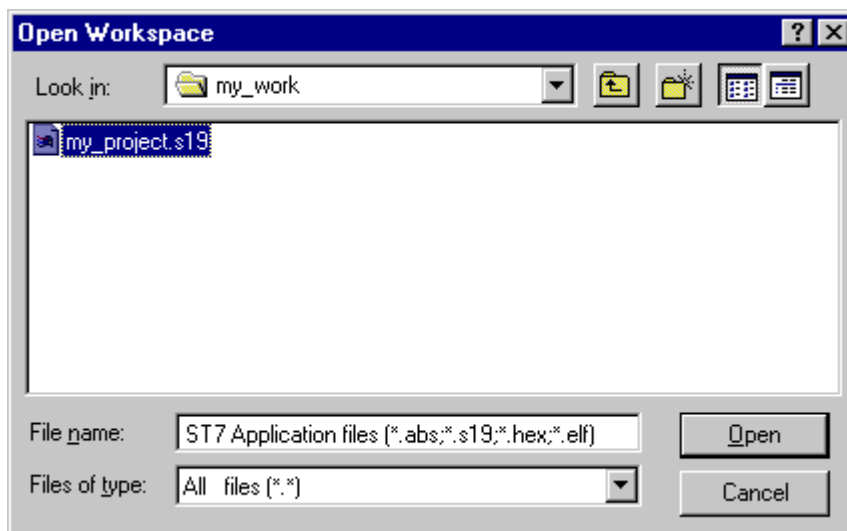 Open Workspace
Look in: my_work
my_project.s19
File name: ST7 Application files (*.abs;*.s19;*.hex;*.elf) Open
Files of type: All files (*.*) Cancel